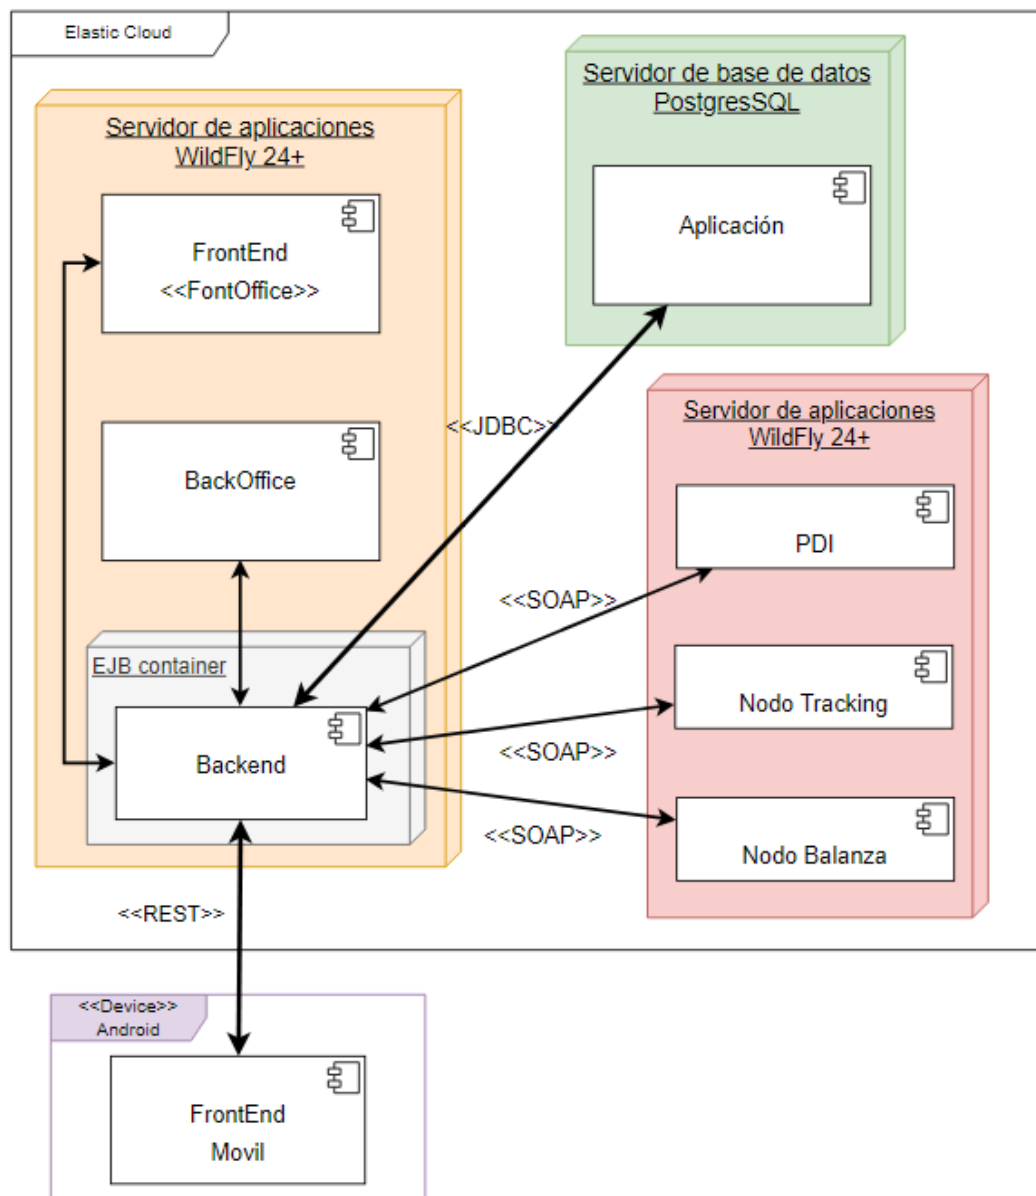 Elastic Cloud
Servidor de aplicaciones
WildFly 24+
FrontEnd
<<FontOffice>>
BackOffice
EJB container
Backend
Servidor de base de datos
PostgresSQL
Aplicación
<<JDBC>>
Servidor de aplicaciones
WildFly 24+
PDI
<<SOAP>>
Nodo Tracking
<<SOAP>>
Nodo Balanza
<<SOAP>>
<<REST>>
<<Device>>
Android
FrontEnd
Movil